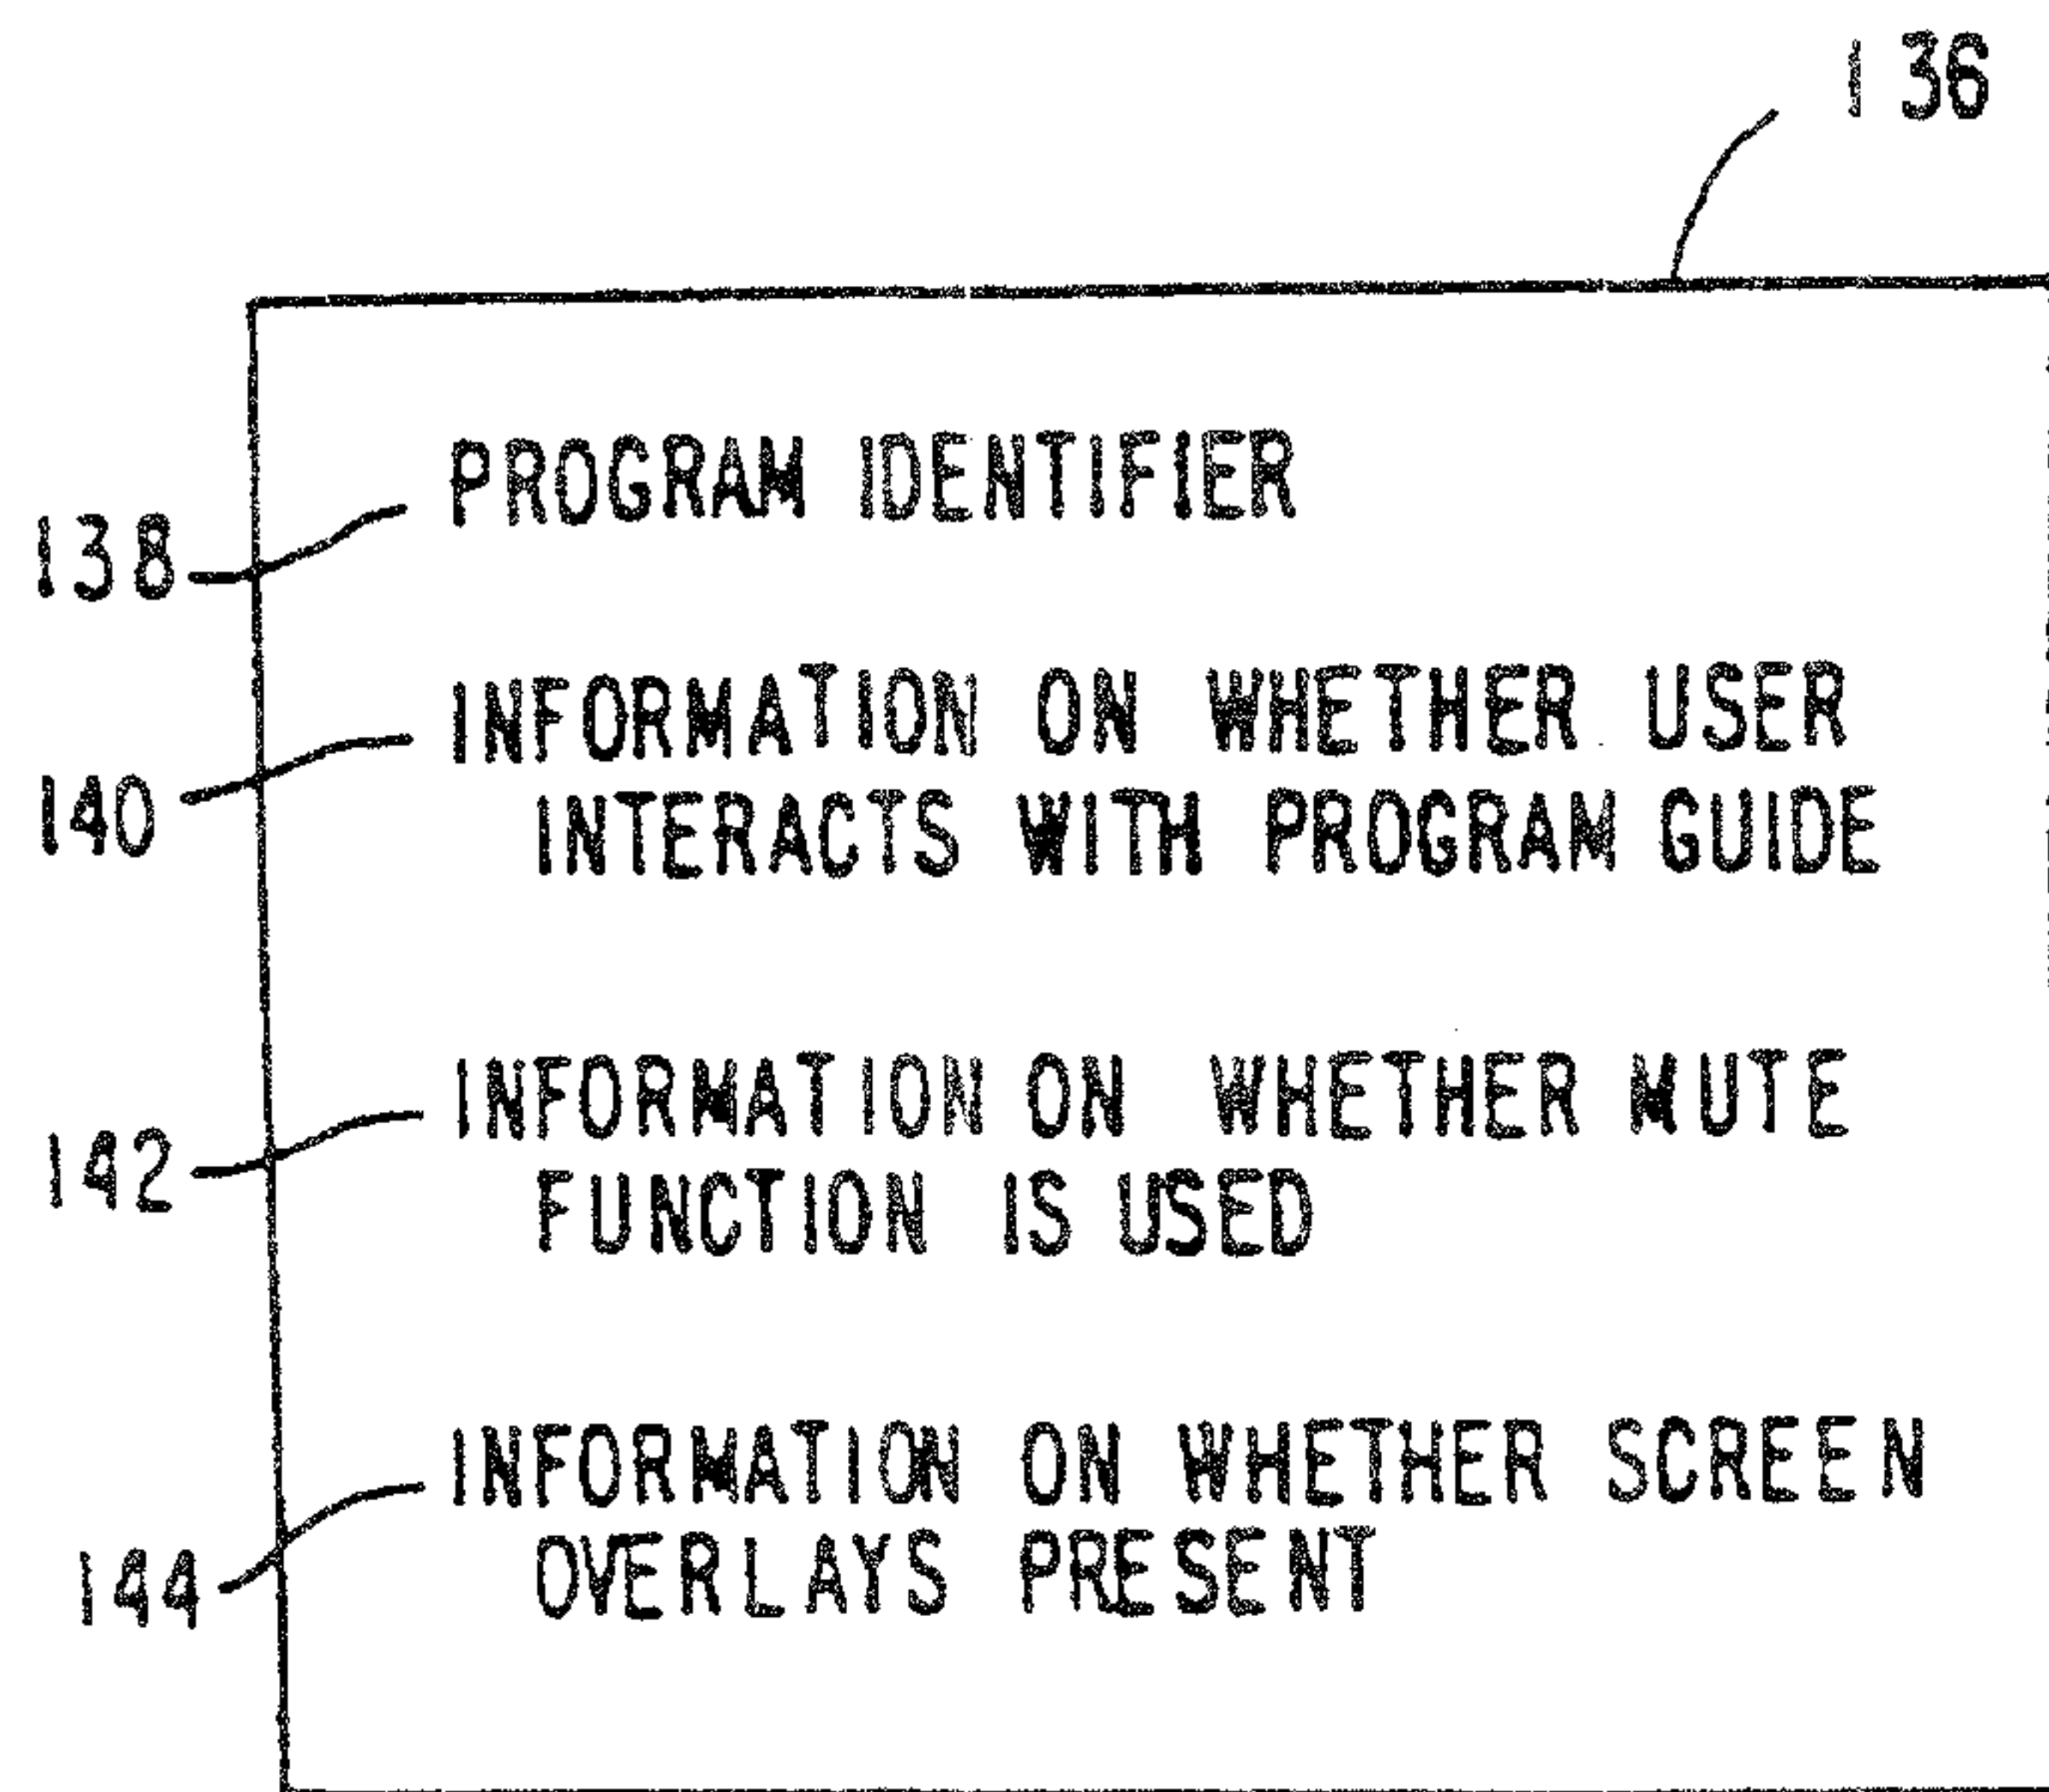 136
PROGRAM IDENTIFIER
138
INFORMATION ON WHETHER USER
140
INTERACTS WITH PROGRAM GUIDE
INFORMATION ON WHETHER MUTE
142
FUNCTION IS USED
INFORMATION ON WHETHER SCREEN
OVERLAYS PRESENT
144